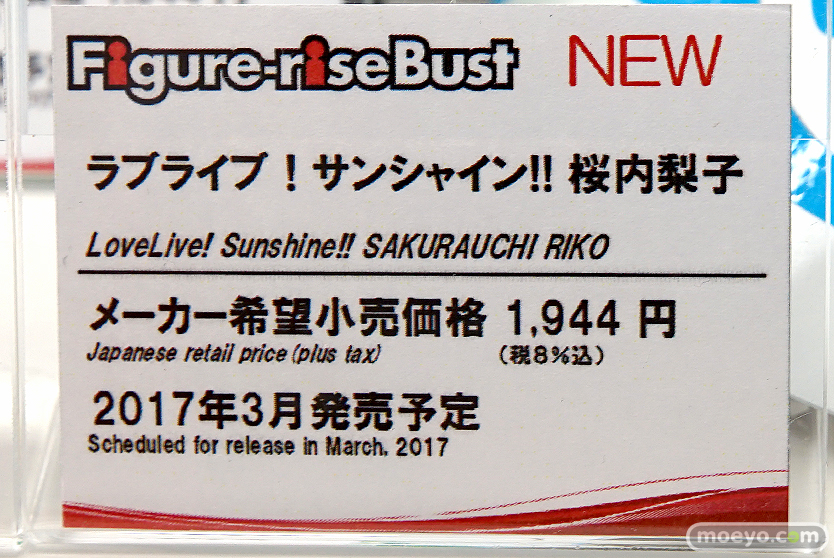 Figure-riseBust NEW
ラブライブ！サンシャイン!! 桜内梨子
LoveLive! Sunshine!! SAKURAUCHI RIKO
メーカー希望小売価格 1,944 円
Japanese retail price (plus tax) （税8%込）
2017年3月発売予定
Scheduled for release in March, 2017
moeyo.com